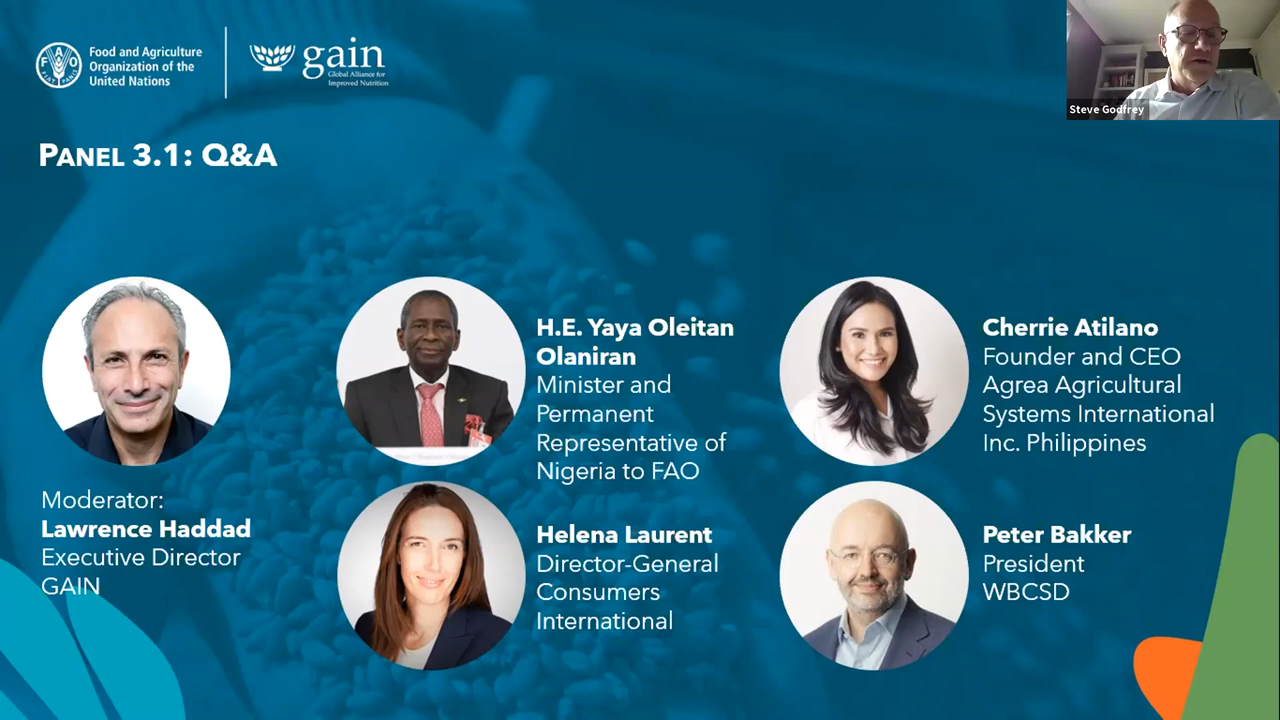 Food and Agriculture
Organization of the
United Nations
gain
Global Alliance for
Improved Nutrition
Steve Godfrey
PANEL 3.1: Q&A
Moderator:
Lawrence Haddad
Executive Director
GAIN
H.E. Yaya Oleitan
Olaniran
Minister and
Permanent
Representative of
Nigeria to FAO
Cherrie Atilano
Founder and CEO
Agrea Agricultural
Systems International
Inc. Philippines
Helena Laurent
Director-General
Consumers
International
Peter Bakker
President
WBCSD